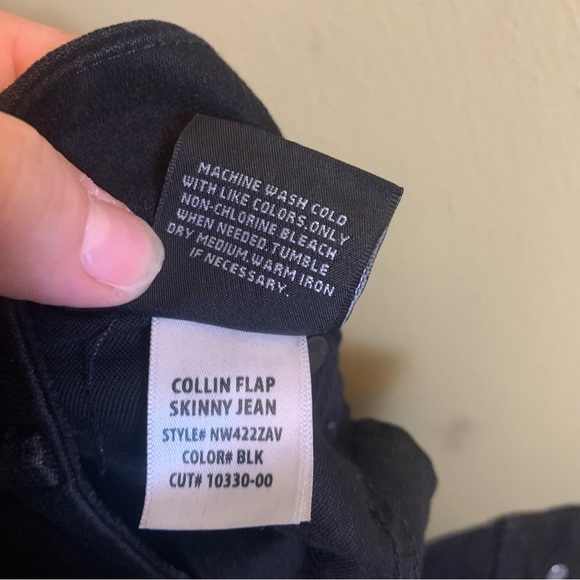 MACHINE WASH COLD
WITH LIKE COLORS.ONLY
NON-CHLORINE BLEACH
WHEN NEEDED.TUMBLE
DRY MEDIUM.WARM IRON
IF NECESSARY.
COLLIN FLAP
SKINNY JEAN
STYLE# NW422ZAV
COLOR# BLK
CUT# 10330-00